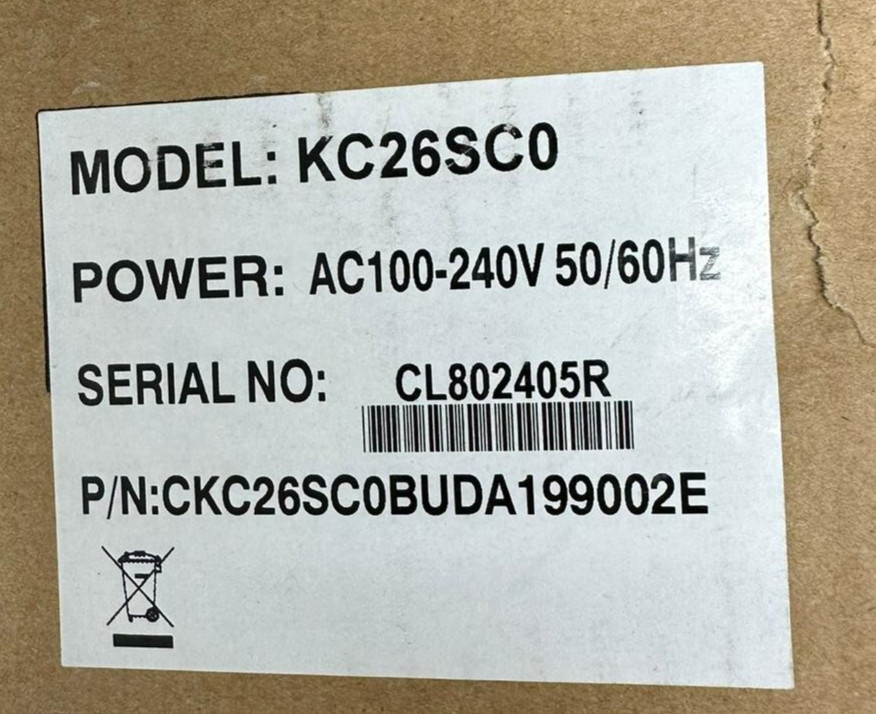 MODEL: KC26SC0
POWER: AC100-240V 50/60Hz
SERIAL NO: CL802405R
P/N:CKC26SC0BUDA199002E